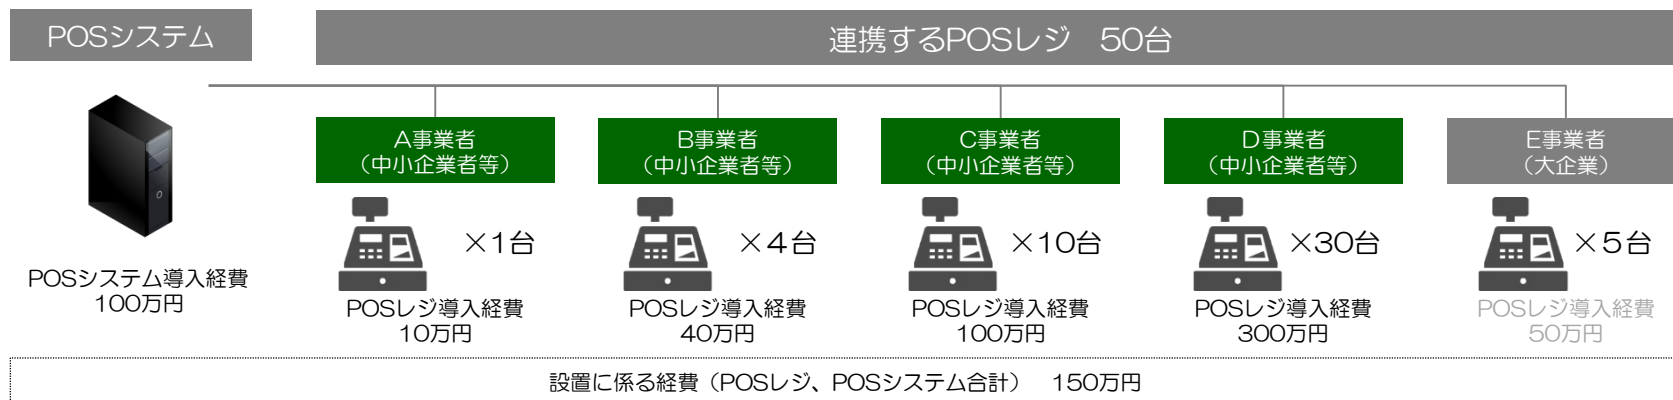 POSシステム
連携するPOSレジ　50台
A事業者
（中小企業者等）
B事業者
（中小企業者等）
C事業者
（中小企業者等）
D事業者
（中小企業者等）
E事業者
（大企業）
×1台
×4台
×10台
×30台
×5台
POSシステム導入経費
100万円
POSレジ導入経費
10万円
POSレジ導入経費
40万円
POSレジ導入経費
100万円
POSレジ導入経費
300万円
POSレジ導入経費
50万円
設置に係る経費（POSレジ、POSシステム合計）　150万円